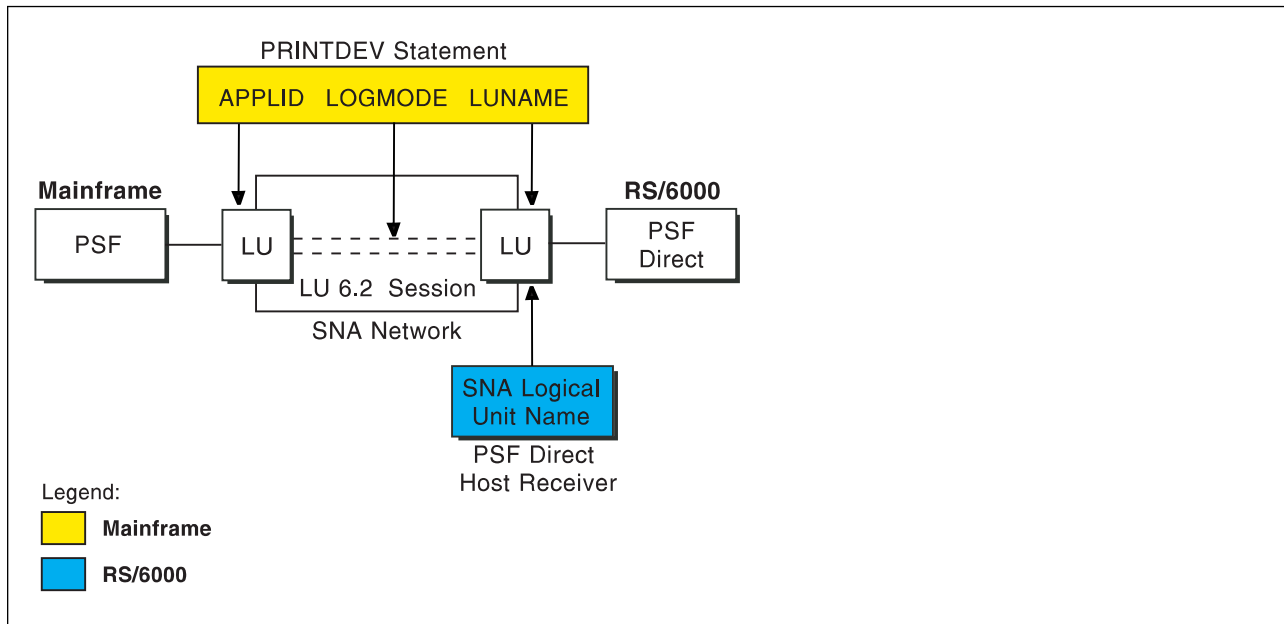 PRINTDEV Statement
APPLID LOGMODE LUNAME
Mainframe
RS/6000
PSF
LU
LU
PSF
Direct
LU 6.2 Session
SNA Network
SNA Logical
Unit Name
PSF Direct
Host Receiver
Legend:
Mainframe
RS/6000